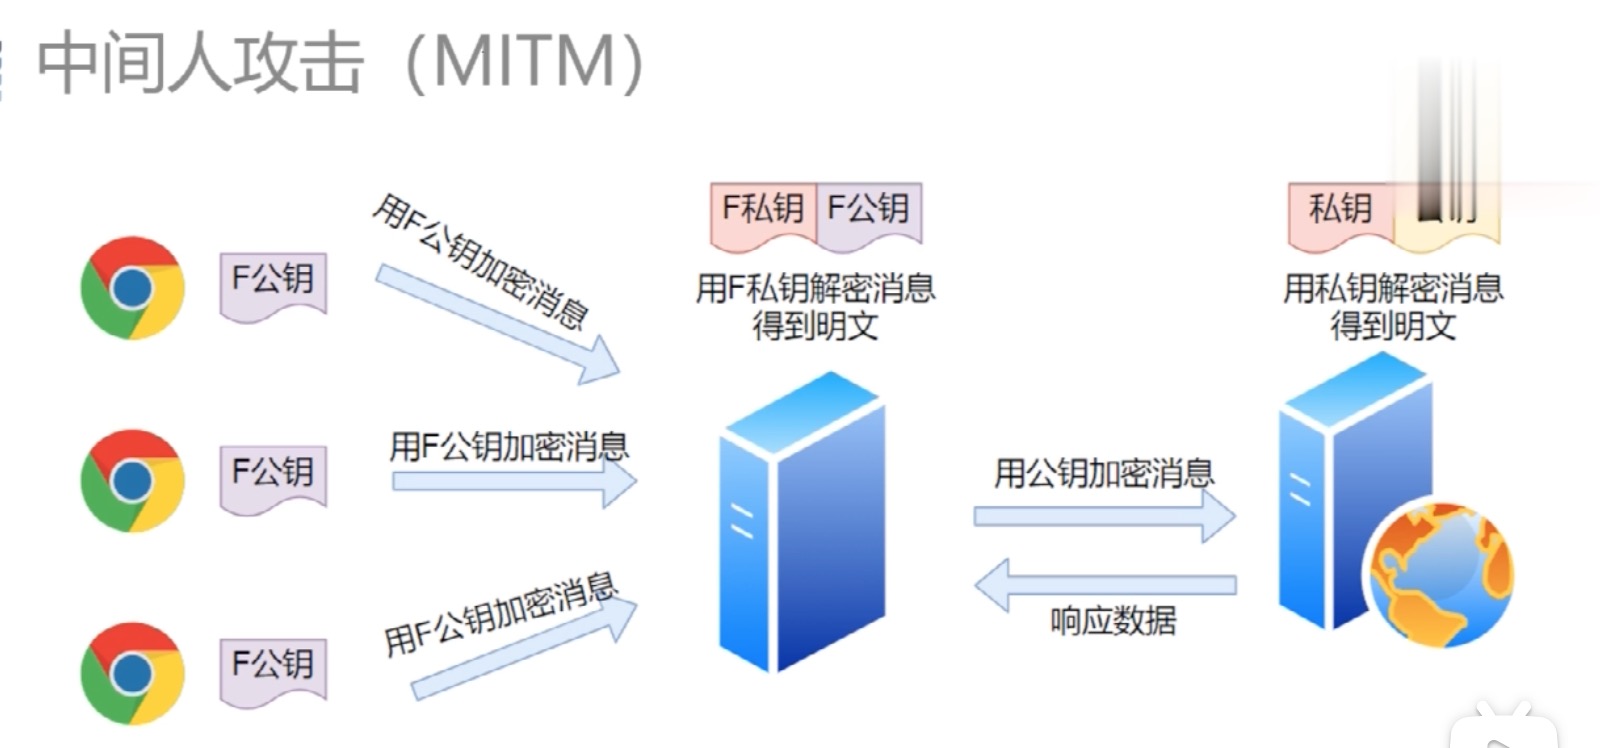 中间人攻击（MITM）
F公钥
用F公钥加密消息
F私钥
F公钥
用F私钥解密消息
得到明文
私钥
用私钥解密消息
得到明文
F公钥
用F公钥加密消息
用公钥加密消息
响应数据
F公钥
用F公钥加密消息